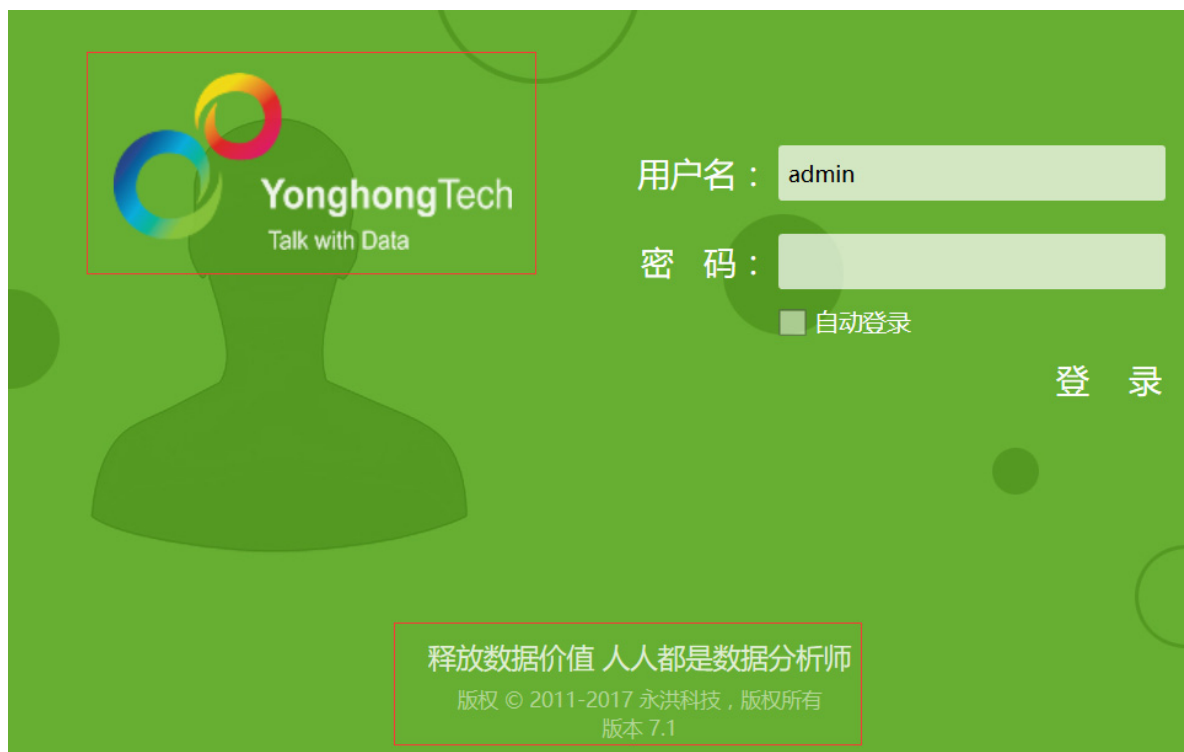 YonghongTech
Talk with Data
用户名：
admin
密 码：
自动登录
登 录
释放数据价值 人人都是数据分析师
版权 © 2011-2017 永洪科技，版权所有
版本 7.1